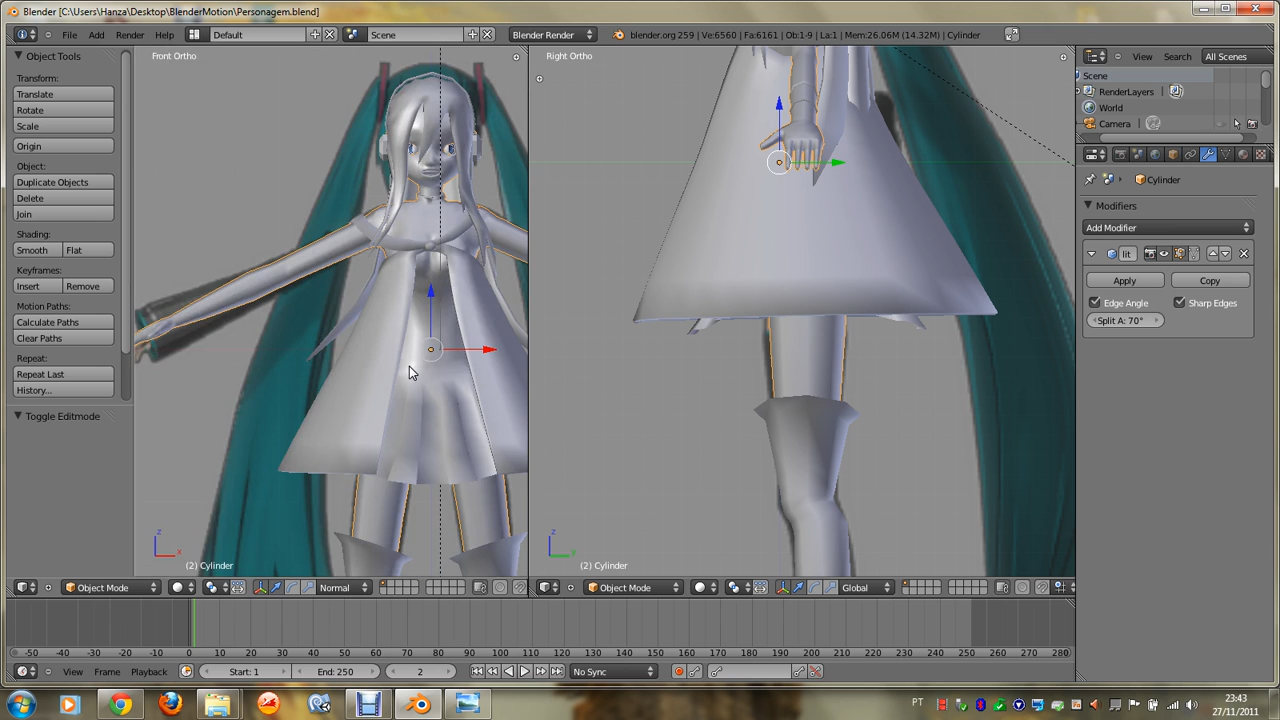 Blender [C:\Users\Hanza\Desktop\BlenderMotion\Personagem.blend]
File Add Render Help Default Scene Blender Render blender.org 259 | Ve:6560 | Fa:6161 | Ob:1-9 | La:1 | Mem:26.06M (14.32M) | Cylinder
Object Tools
Transform:
Translate
Rotate
Scale
Origin
Object:
Duplicate Objects
Delete
Join
Shading:
Smooth Flat
Keyframes:
Insert Remove
Motion Paths:
Calculate Paths
Clear Paths
Repeat:
Repeat Last
History...
Toggle Editmode
Front Ortho
z
x
(2) Cylinder
Object Mode Normal
Right Ortho
z
y
(2) Cylinder
Object Mode Global
View Search All Scenes
Scene
RenderLayers
World
Camera
Cylinder
Modifiers
Add Modifier
lit
Apply Copy
Edge Angle Sharp Edges
Split A: 70°
-50 -40 -30 -20 -10 0 10 20 30 40 50 60 70 80 90 100 110 120 130 140 150 160 170 180 190 200 210 220 230 240 250 260 270 280
View Frame Playback Start: 1 End: 250 2 No Sync
PT 23:43
27/11/2011